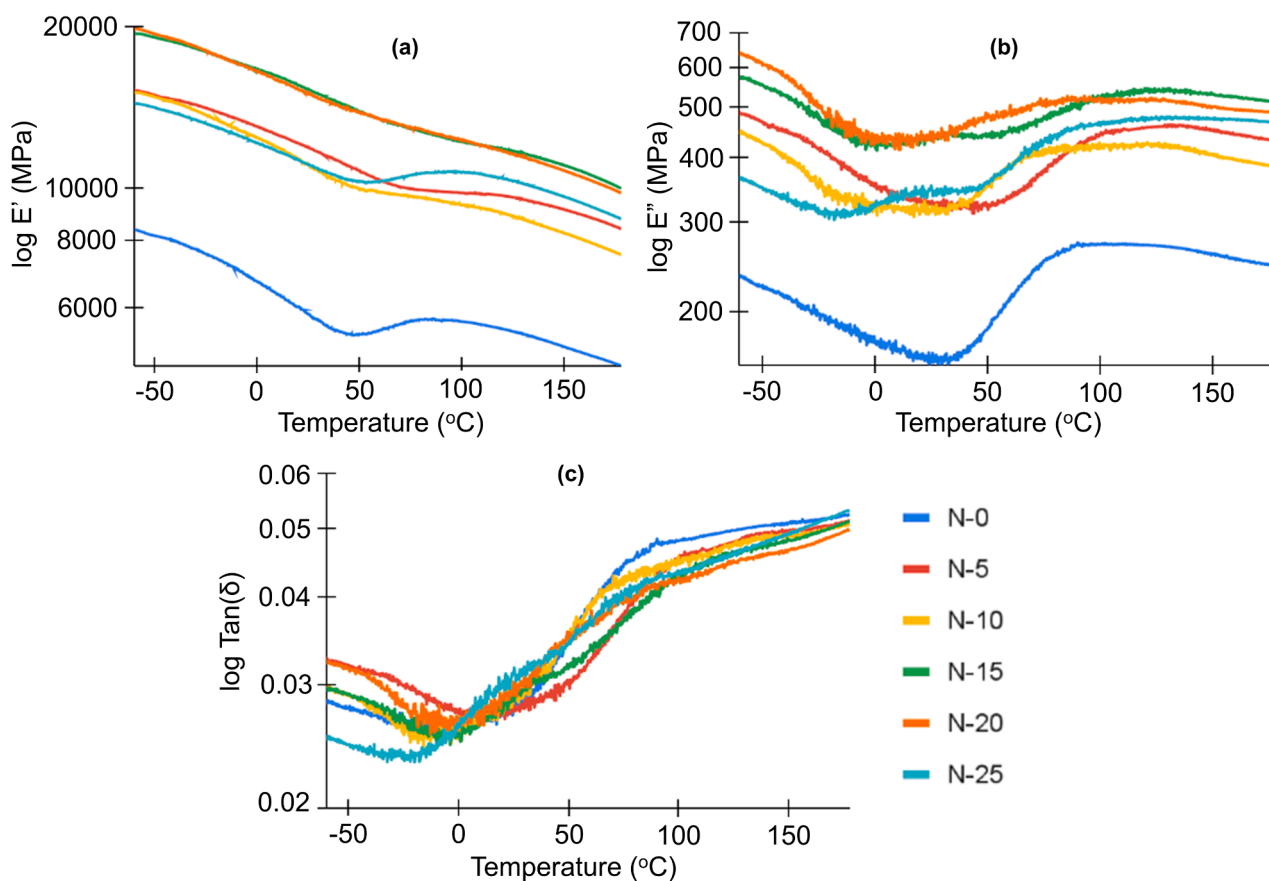 (a)
log E' (MPa)
20000
10000
8000
6000
-50 0 50 100 150
Temperature (ºC)
(b)
log E” (MPa)
700
600
500
400
300
200
-50 0 50 100 150
Temperature (ºC)
(c)
log Tan(δ)
0.06
0.05
0.04
0.03
0.02
-50 0 50 100 150
Temperature (ºC)
N-0
N-5
N-10
N-15
N-20
N-25